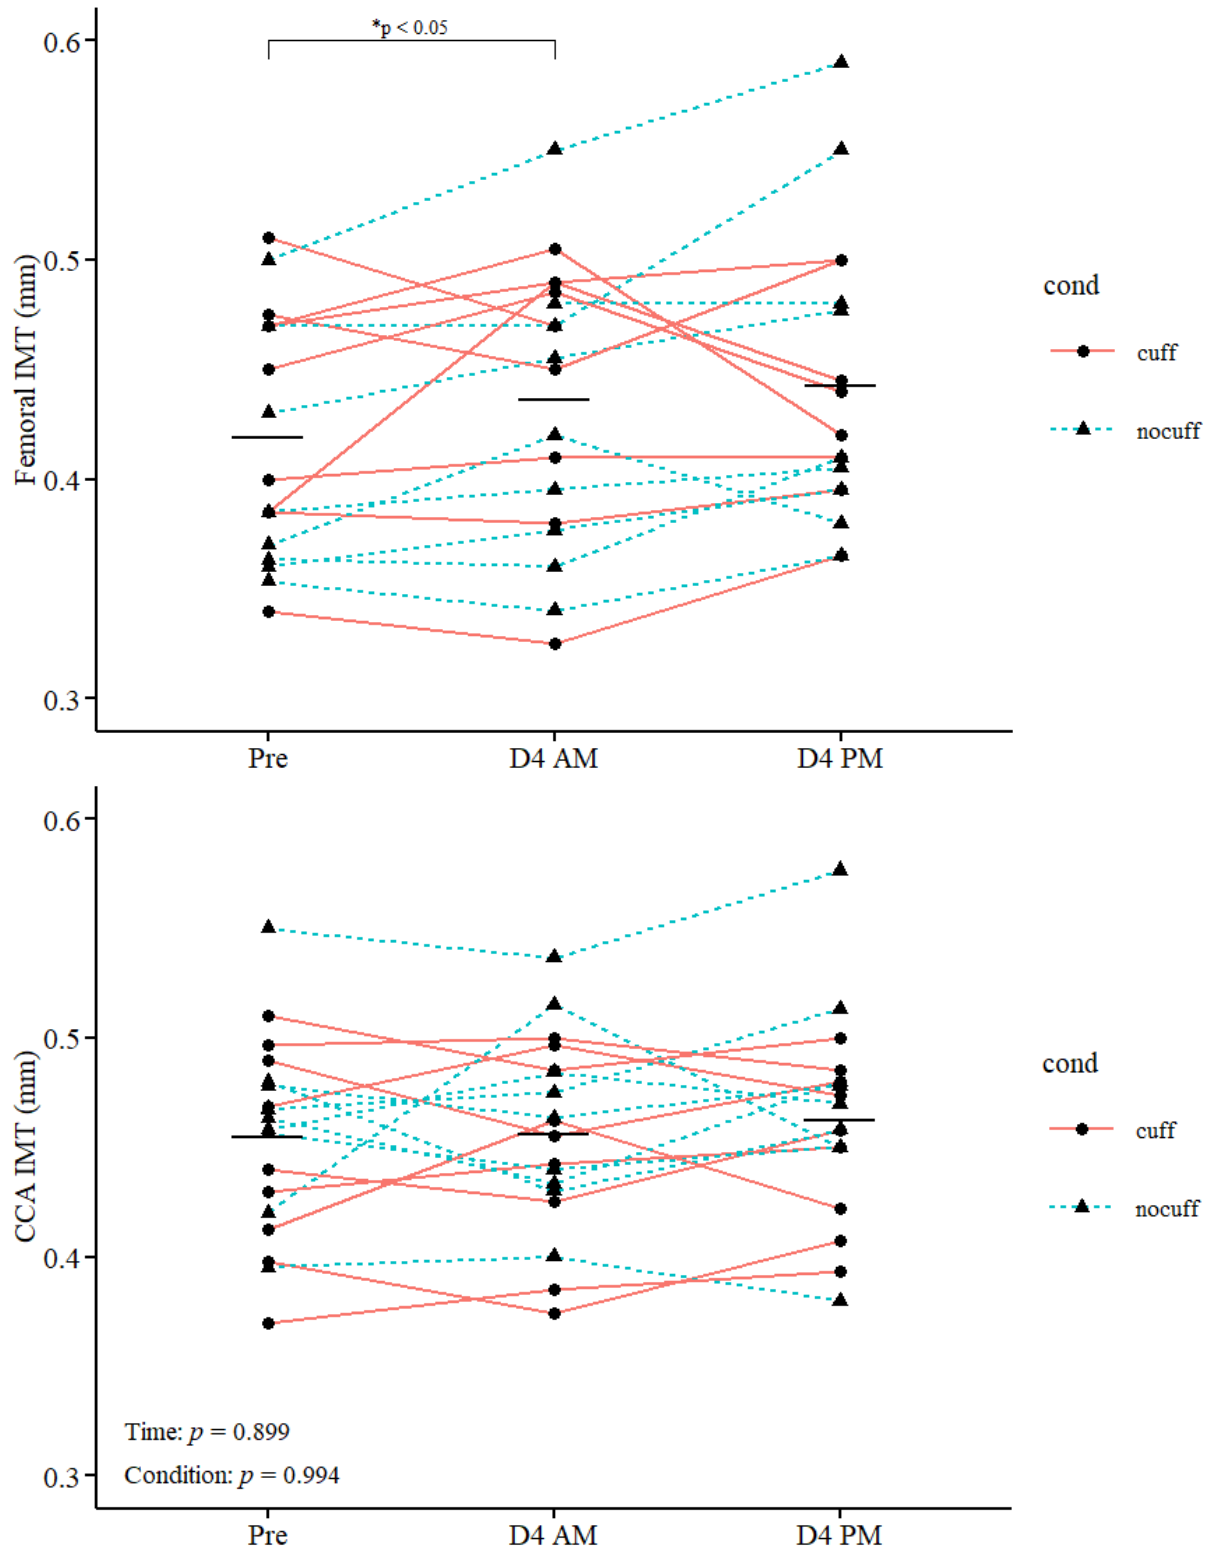 *p < 0.05
0.6
0.5
0.4
0.3
Femoral IMT (mm)
Pre
D4 AM
D4 PM
cond
cuff
nocuff
0.6
0.5
0.4
0.3
CCA IMT (mm)
Time: p = 0.899
Condition: p = 0.994
Pre
D4 AM
D4 PM
cond
cuff
nocuff